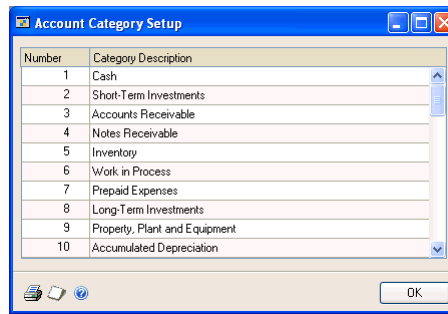 Account Category Setup
Number Category Description
1 Cash
2 Short-Term Investments
3 Accounts Receivable
4 Notes Receivable
5 Inventory
6 Work in Process
7 Prepaid Expenses
8 Long-Term Investments
9 Property, Plant and Equipment
10 Accumulated Depreciation
OK